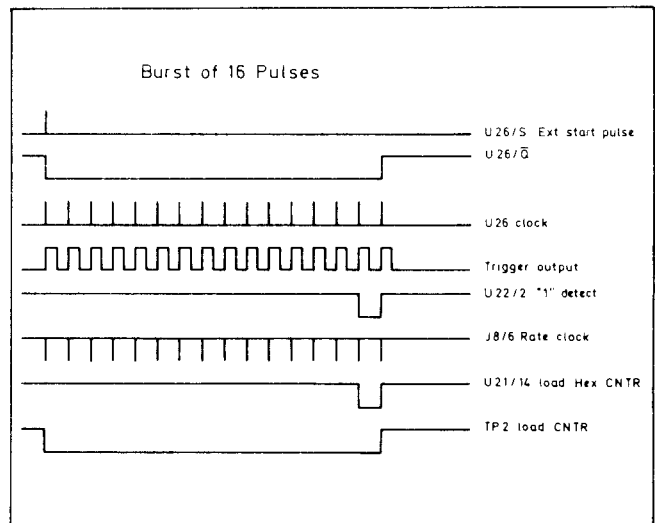 Burst of 16 Pulses
U26/S Ext start pulse
U26/Q̅
U26 clock
Trigger output
U22/2 "1" detect
J8/6 Rate clock
U21/14 load Hex CNTR
TP2 load CNTR